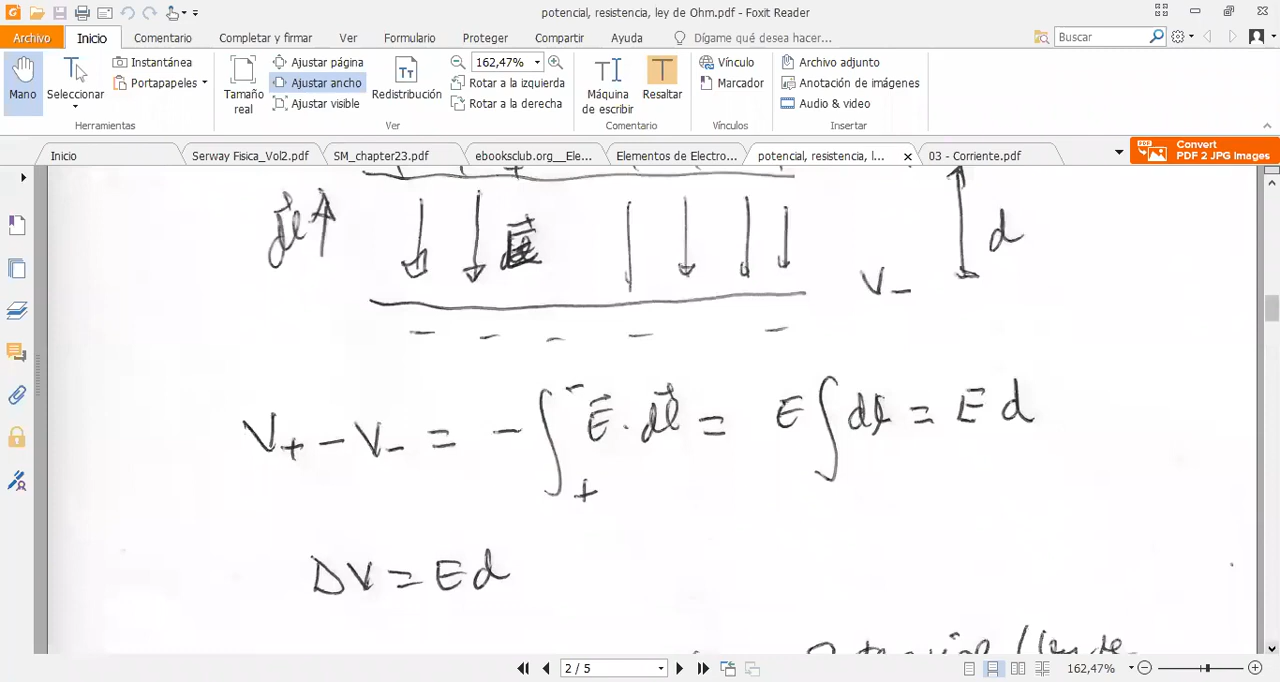 potencial, resistencia, ley de Ohm.pdf - Foxit Reader
Archivo Inicio Comentario Completar y firmar Ver Formulario Proteger Compartir Ayuda Dígame qué desea hacer... Buscar
Mano
Seleccionar
Instantánea
Portapapeles
Herramientas
Tamaño real
Ajustar página
Ajustar ancho
Ajustar visible
162,47%
Rotar a la izquierda
Rotar a la derecha
Redistribución
Ver
Máquina de escribir
Resaltar
Comentario
Vínculo
Marcador
Vínculos
Archivo adjunto
Anotación de imágenes
Audio & video
Insertar
Inicio Serway Fisica_Vol2.pdf SM_chapter23.pdf ebooksclub.org__Ele... Elementos de Electro... potencial, resistencia, l... 03 - Corriente.pdf
Convert
PDF 2 JPG Images
dl⃗ d
V₋
− − − − −
V₊ − V₋ = − ∫₊⁻ E⃗ · dl⃗ = E ∫ dl = E d
DV = E d
2 / 5 162,47%